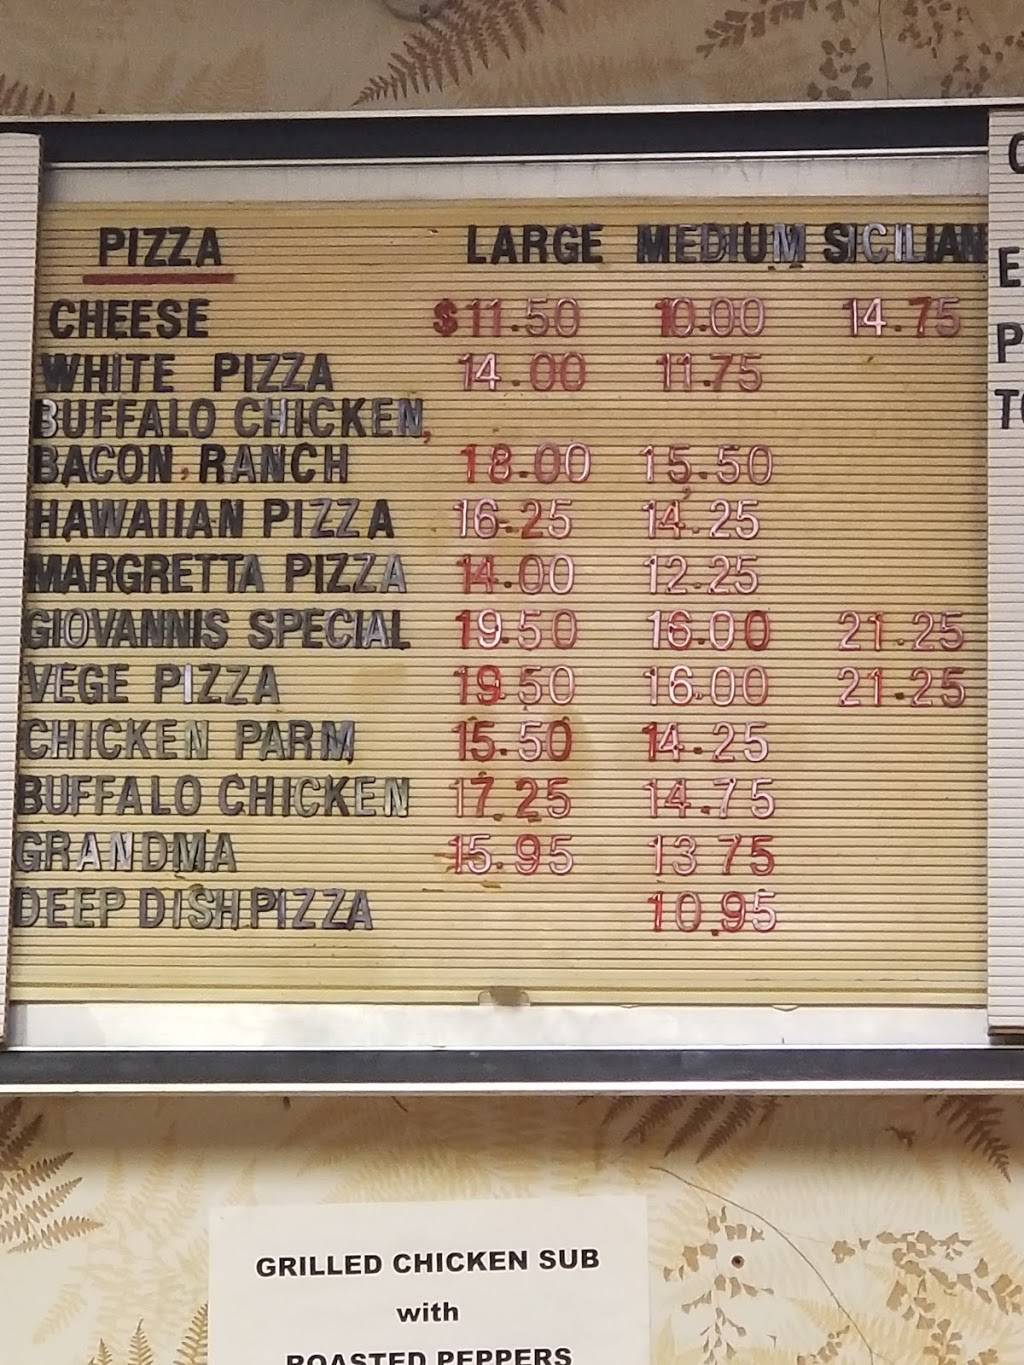 PIZZA LARGE MEDIUM SICILIAN
CHEESE $11.50 10.00 14.75
WHITE PIZZA 14.00 11.75
BUFFALO CHICKEN,
BACON, RANCH 18.00 15.50
HAWAIIAN PIZZA 16.25 14.25
MARGRETTA PIZZA 14.00 12.25
GIOVANNIS SPECIAL 19.50 16.00 21.25
VEGE PIZZA 19.50 16.00 21.25
CHICKEN PARM 15.50 14.25
BUFFALO CHICKEN 17.25 14.75
GRANDMA 15.95 13 75
DEEP DISH PIZZA 10.95
GRILLED CHICKEN SUB
with
ROASTED PEPPERS